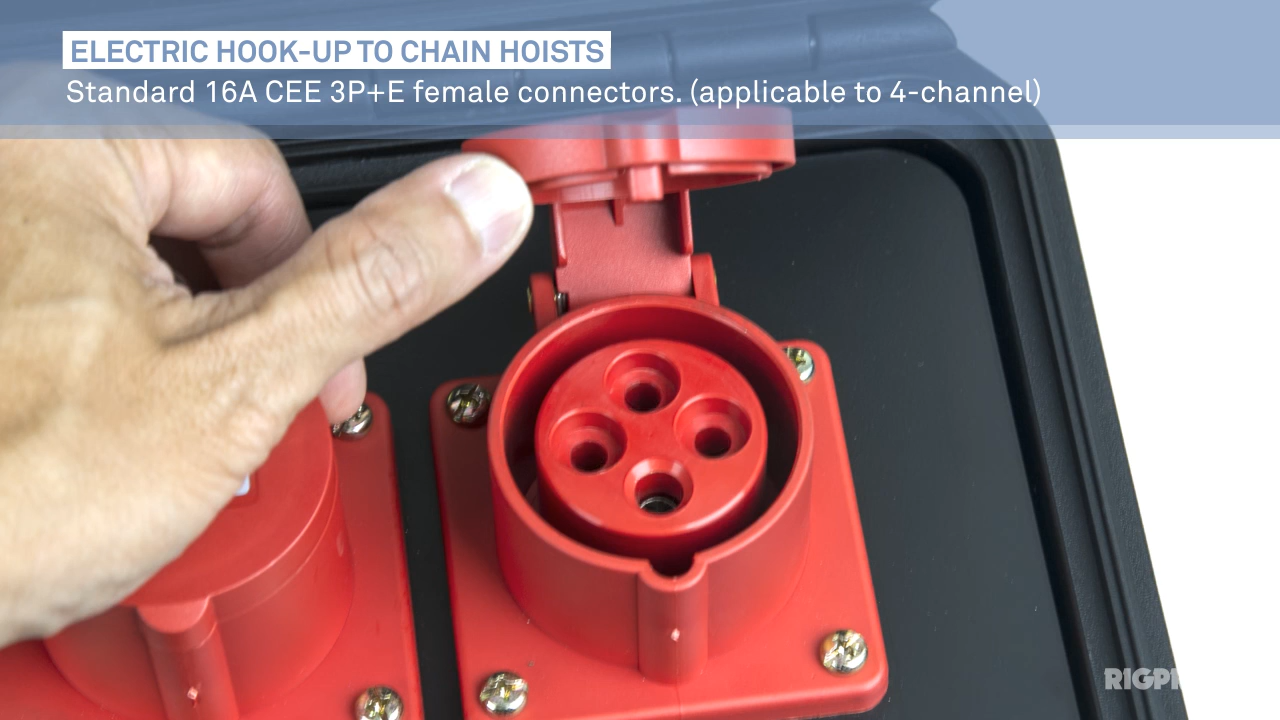 ELECTRIC HOOK-UP TO CHAIN HOISTS
Standard 16A CEE 3P+E female connectors. (applicable to 4-channel)